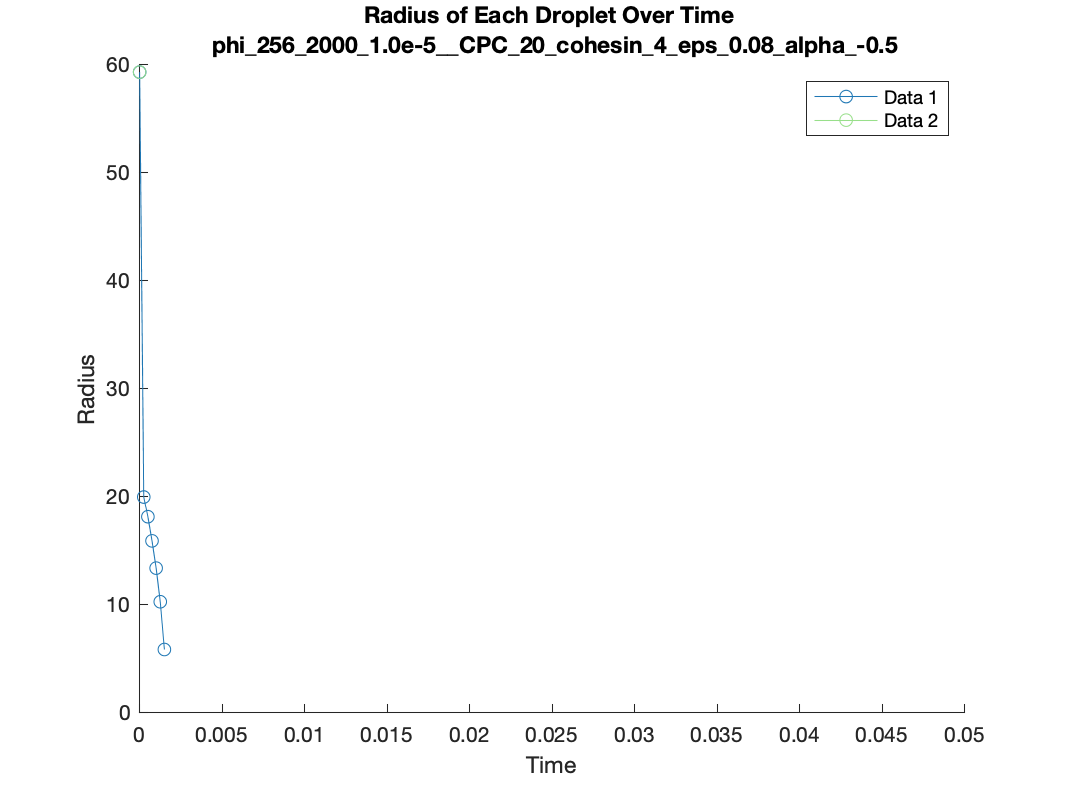 Radius of Each Droplet Over Time
phi_256_2000_1.0e-5__CPC_20_cohesin_4_eps_0.08_alpha_-0.5
Data 1
Data 2
60
50
40
30
20
10
0
Radius
0 0.005 0.01 0.015 0.02 0.025 0.03 0.035 0.04 0.045 0.05
Time